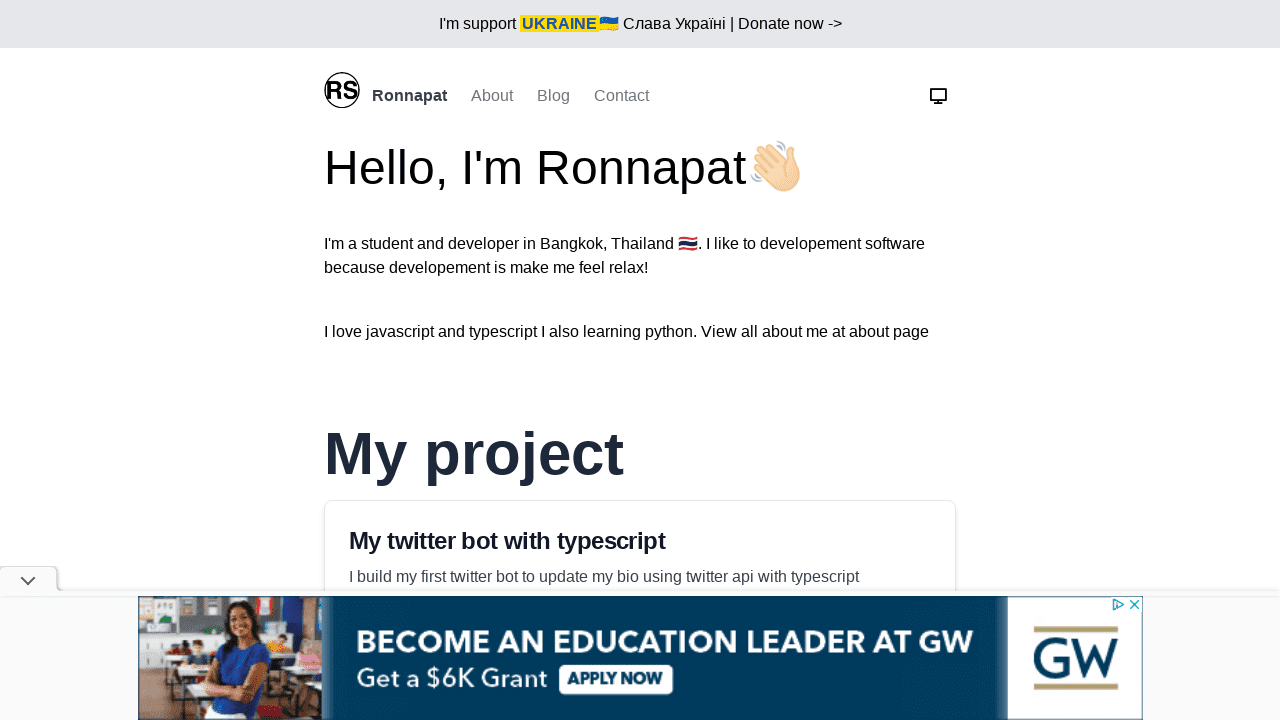 I'm support UKRAINE🇺🇦 Слава Україні | Donate now ->
RS Ronnapat About Blog Contact
Hello, I'm Ronnapat👋🏻
I'm a student and developer in Bangkok, Thailand 🇹🇭. I like to developement software
because developement is make me feel relax!
I love javascript and typescript I also learning python. View all about me at about page
My project
My twitter bot with typescript
I build my first twitter bot to update my bio using twitter api with typescript
BECOME AN EDUCATION LEADER AT GW
Get a $6K Grant APPLY NOW
GW